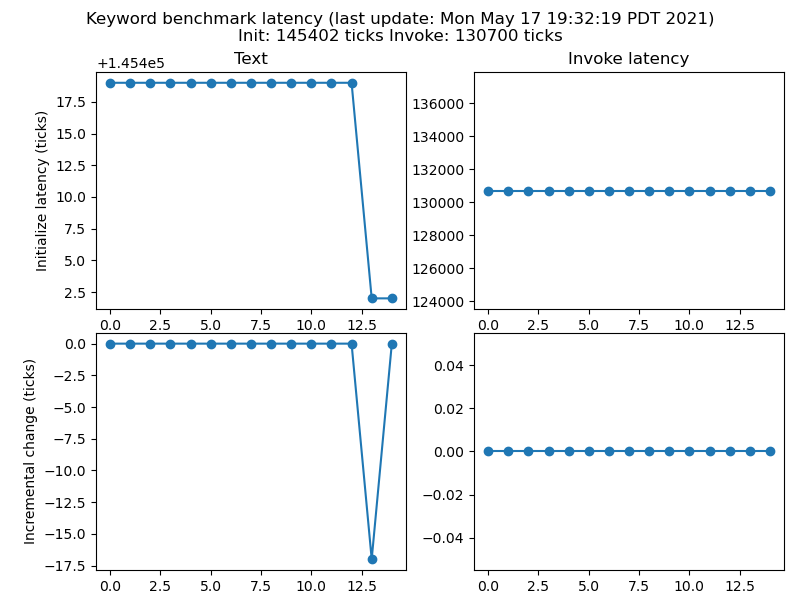 Keyword benchmark latency (last update: Mon May 17 19:32:19 PDT 2021)
Init: 145402 ticks Invoke: 130700 ticks
Text
+1.454e5
Initialize latency (ticks)
17.5
15.0
12.5
10.0
7.5
5.0
2.5
0.0 2.5 5.0 7.5 10.0 12.5
Invoke latency
136000
134000
132000
130000
128000
126000
124000
0.0 2.5 5.0 7.5 10.0 12.5
Incremental change (ticks)
0.0
−2.5
−5.0
−7.5
−10.0
−12.5
−15.0
−17.5
0.0 2.5 5.0 7.5 10.0 12.5
0.04
0.02
0.00
−0.02
−0.04
0.0 2.5 5.0 7.5 10.0 12.5